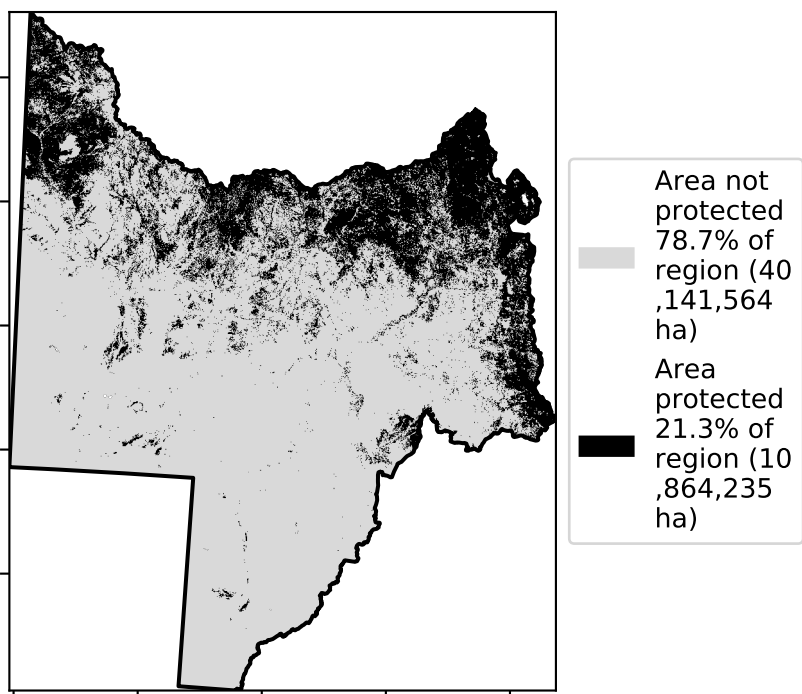 Area not
protected
78.7% of
region (40
,141,564
ha)
Area
protected
21.3% of
region (10
,864,235
ha)